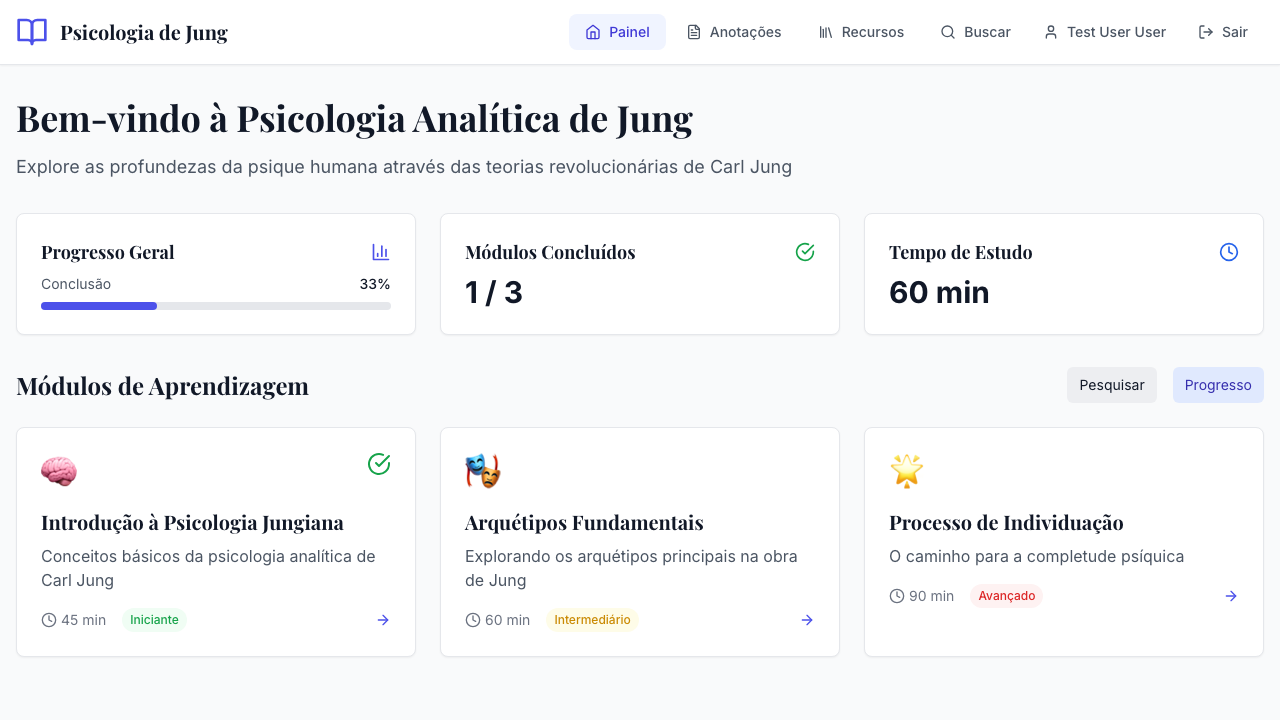 Psicologia de Jung
Painel
Anotações
Recursos
Buscar
Test User User
Sair
Bem-vindo à Psicologia Analítica de Jung
Explore as profundezas da psique humana através das teorias revolucionárias de Carl Jung
Progresso Geral
Conclusão
33%
Módulos Concluídos
1 / 3
Tempo de Estudo
60 min
Módulos de Aprendizagem
Pesquisar
Progresso
Introdução à Psicologia Jungiana
Conceitos básicos da psicologia analítica de
Carl Jung
45 min
Iniciante
Arquétipos Fundamentais
Explorando os arquétipos principais na obra
de Jung
60 min
Intermediário
Processo de Individuação
O caminho para a completude psíquica
90 min
Avançado